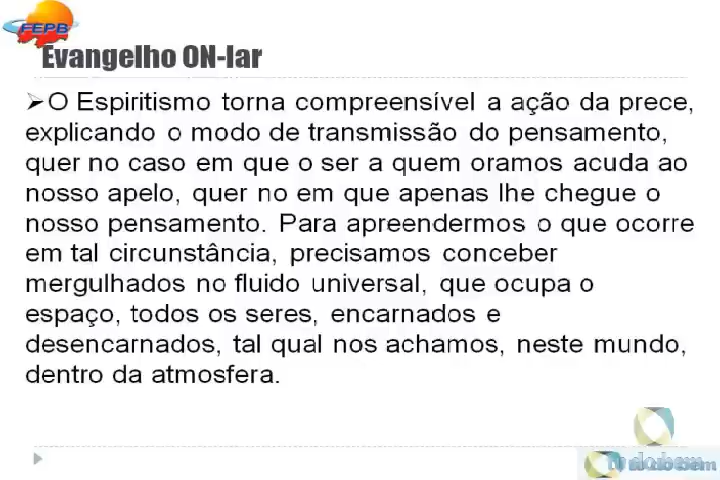 FEPB
Evangelho ON-lar
➢O Espiritismo torna compreensível a ação da prece,
explicando o modo de transmissão do pensamento,
quer no caso em que o ser a quem oramos acuda ao
nosso apelo, quer no em que apenas lhe chegue o
nosso pensamento. Para apreendermos o que ocorre
em tal circunstância, precisamos conceber
mergulhados no fluido universal, que ocupa o
espaço, todos os seres, encarnados e
desencarnados, tal qual nos achamos, neste mundo,
dentro da atmosfera.
tv do bem